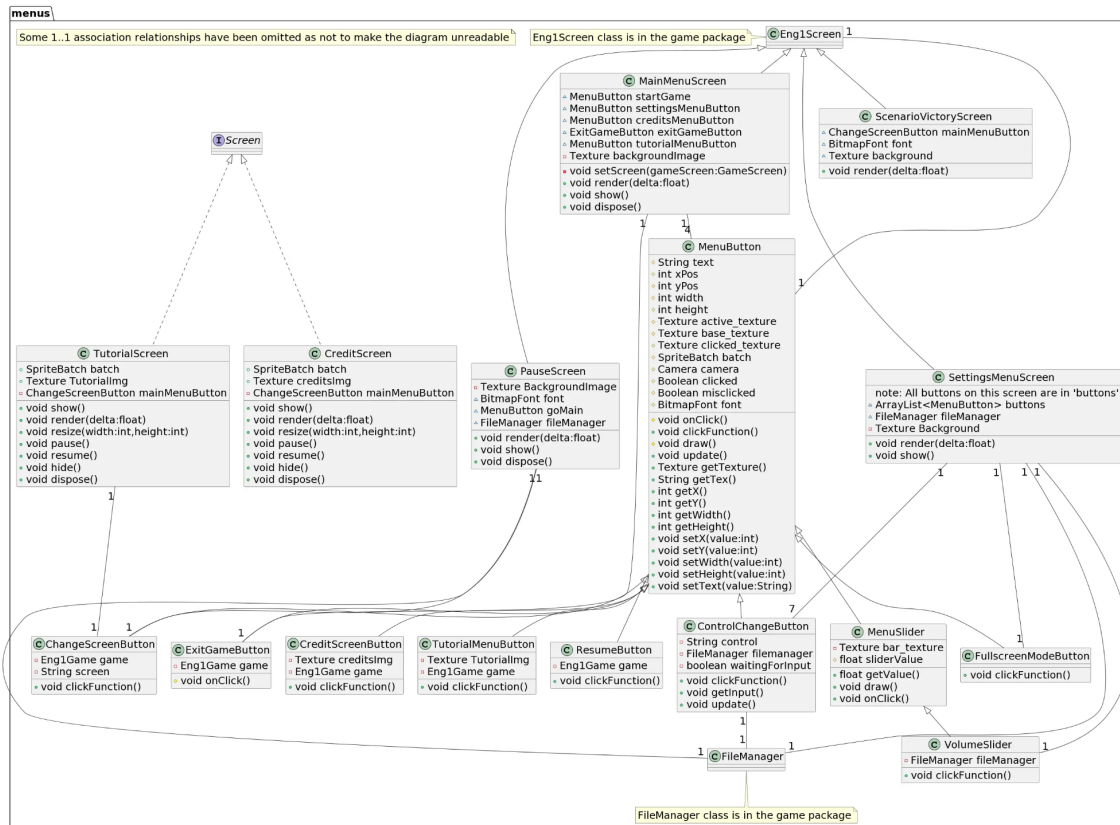 menus
Some 1..1 association relationships have been omitted as not to make the diagram unreadable
Eng1Screen class is in the game package
C Eng1Screen
1
C MainMenuScreen
MenuButton startGame
MenuButton settingsMenuButton
MenuButton creditsMenuButton
ExitGameButton exitGameButton
MenuButton tutorialMenuButton
Texture backgroundImage
void setScreen(gameScreen:GameScreen)
void render(delta:float)
void show()
void dispose()
C ScenarioVictoryScreen
ChangeScreenButton mainMenuButton
BitmapFont font
Texture background
void render(delta:float)
I Screen
1
1
4
C MenuButton
String text
int xPos
int yPos
int width
int height
Texture active_texture
Texture base_texture
Texture clicked_texture
SpriteBatch batch
Camera camera
Boolean clicked
Boolean misclicked
BitmapFont font
void onClick()
void clickFunction()
void draw()
void update()
Texture getTexture()
String getTex()
int getX()
int getY()
int getWidth()
int getHeight()
void setX(value:int)
void setY(value:int)
void setWidth(value:int)
void setHeight(value:int)
void setText(value:String)
1
C TutorialScreen
SpriteBatch batch
Texture TutorialImg
ChangeScreenButton mainMenuButton
void show()
void render(delta:float)
void resize(width:int,height:int)
void pause()
void resume()
void hide()
void dispose()
1
C CreditScreen
SpriteBatch batch
Texture creditsImg
ChangeScreenButton mainMenuButton
void show()
void render(delta:float)
void resize(width:int,height:int)
void pause()
void resume()
void hide()
void dispose()
C PauseScreen
Texture BackgroundImage
BitmapFont font
MenuButton goMain
FileManager fileManager
void render(delta:float)
void show()
void dispose()
11
C SettingsMenuScreen
note: All buttons on this screen are in 'buttons'
ArrayList<MenuButton> buttons
FileManager fileManager
Texture Background
void render(delta:float)
void show()
1
1
1
1
1
1
C ChangeScreenButton
Eng1Game game
String screen
void clickFunction()
1
C ExitGameButton
Eng1Game game
void onClick()
C CreditScreenButton
Texture creditsImg
Eng1Game game
void clickFunction()
C TutorialMenuButton
Texture TutorialImg
Eng1Game game
void clickFunction()
C ResumeButton
Eng1Game game
void clickFunction()
7
C ControlChangeButton
String control
FileManager filemanager
boolean waitingForInput
void clickFunction()
void getInput()
void update()
1
C MenuSlider
Texture bar_texture
float sliderValue
float getValue()
void draw()
void onClick()
1
C FullscreenModeButton
void clickFunction()
1
1
1
C FileManager
1
C VolumeSlider
FileManager fileManager
void clickFunction()
FileManager class is in the game package